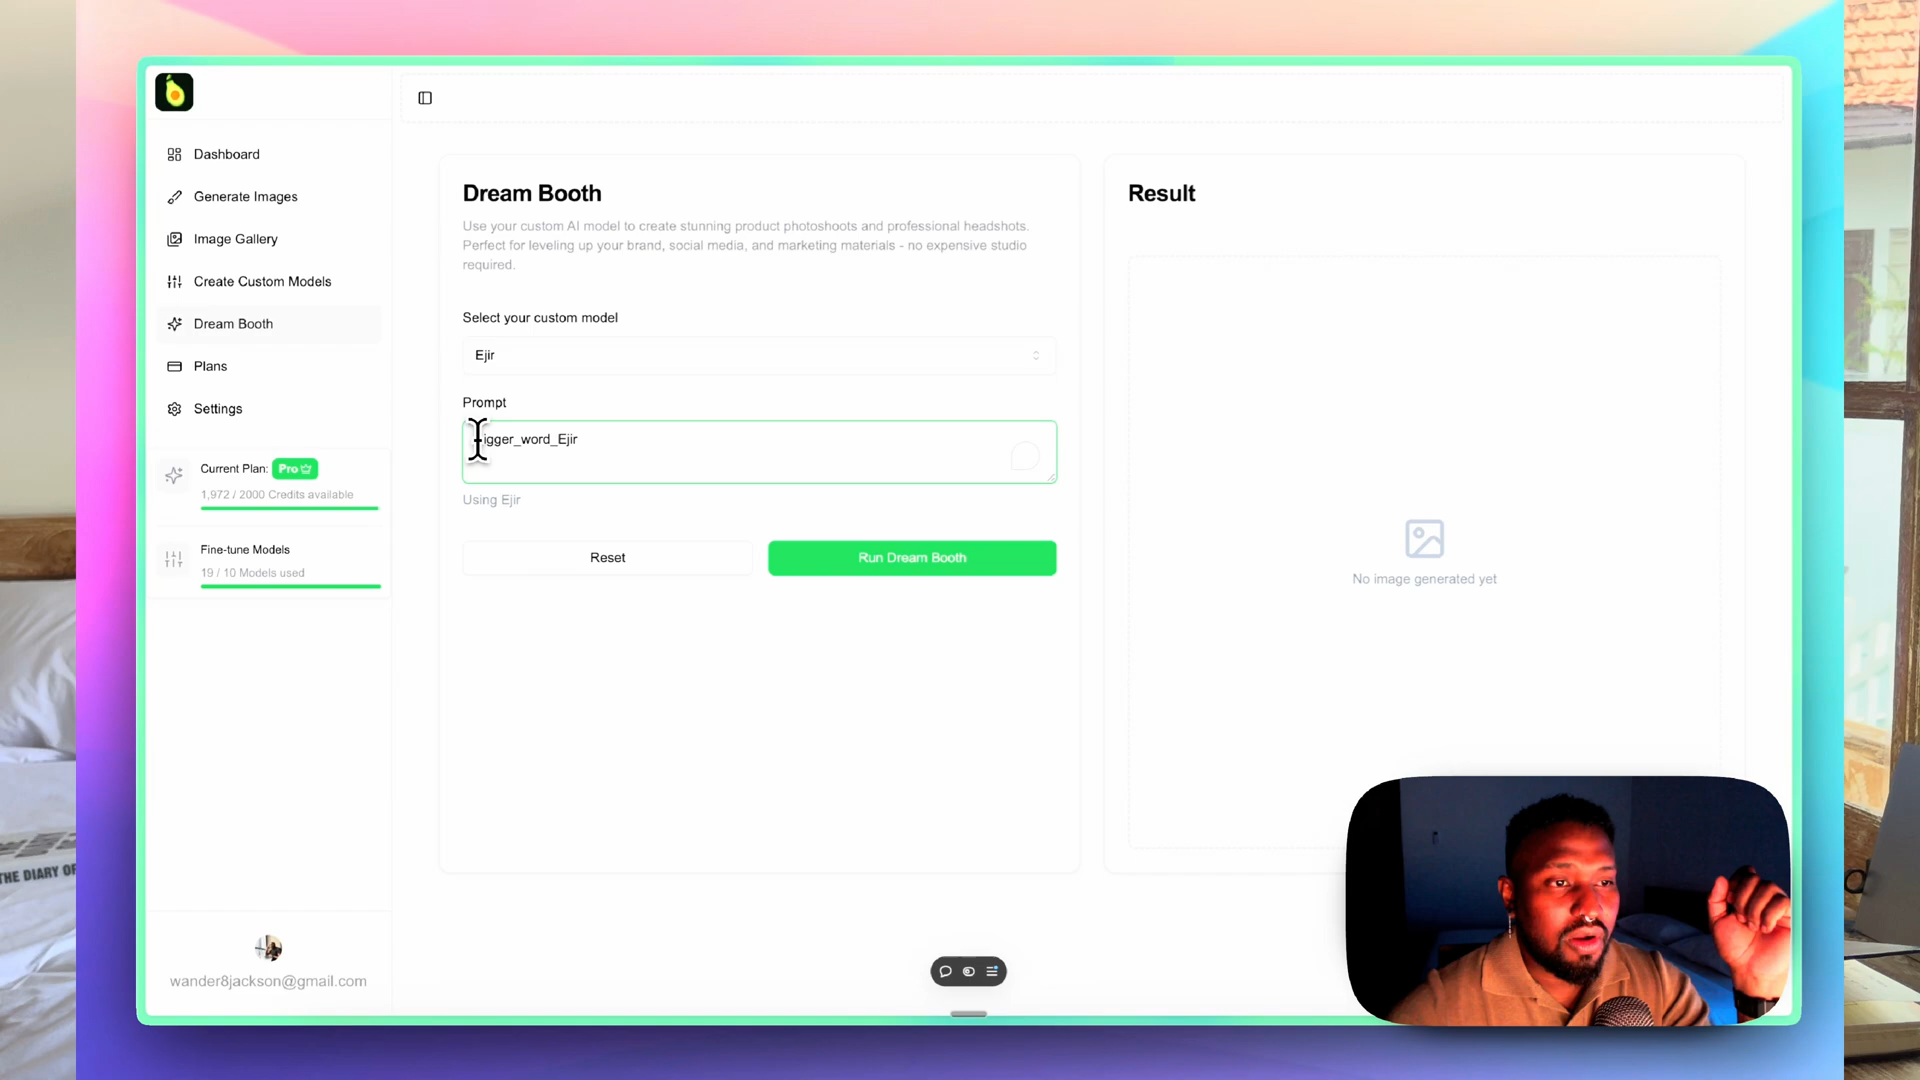 Dashboard
Generate Images
Image Gallery
Create Custom Models
Dream Booth
Plans
Settings
Current Plan: Pro
1,972 / 2000 Credits available
Fine-tune Models
19 / 10 Models used
wander8jackson@gmail.com
Dream Booth
Use your custom AI model to create stunning product photoshoots and professional headshots.
Perfect for leveling up your brand, social media, and marketing materials - no expensive studio
required.
Select your custom model
Ejir
Prompt
igger_word_Ejir
Using Ejir
Reset
Run Dream Booth
Result
No image generated yet
THE DIARY OF